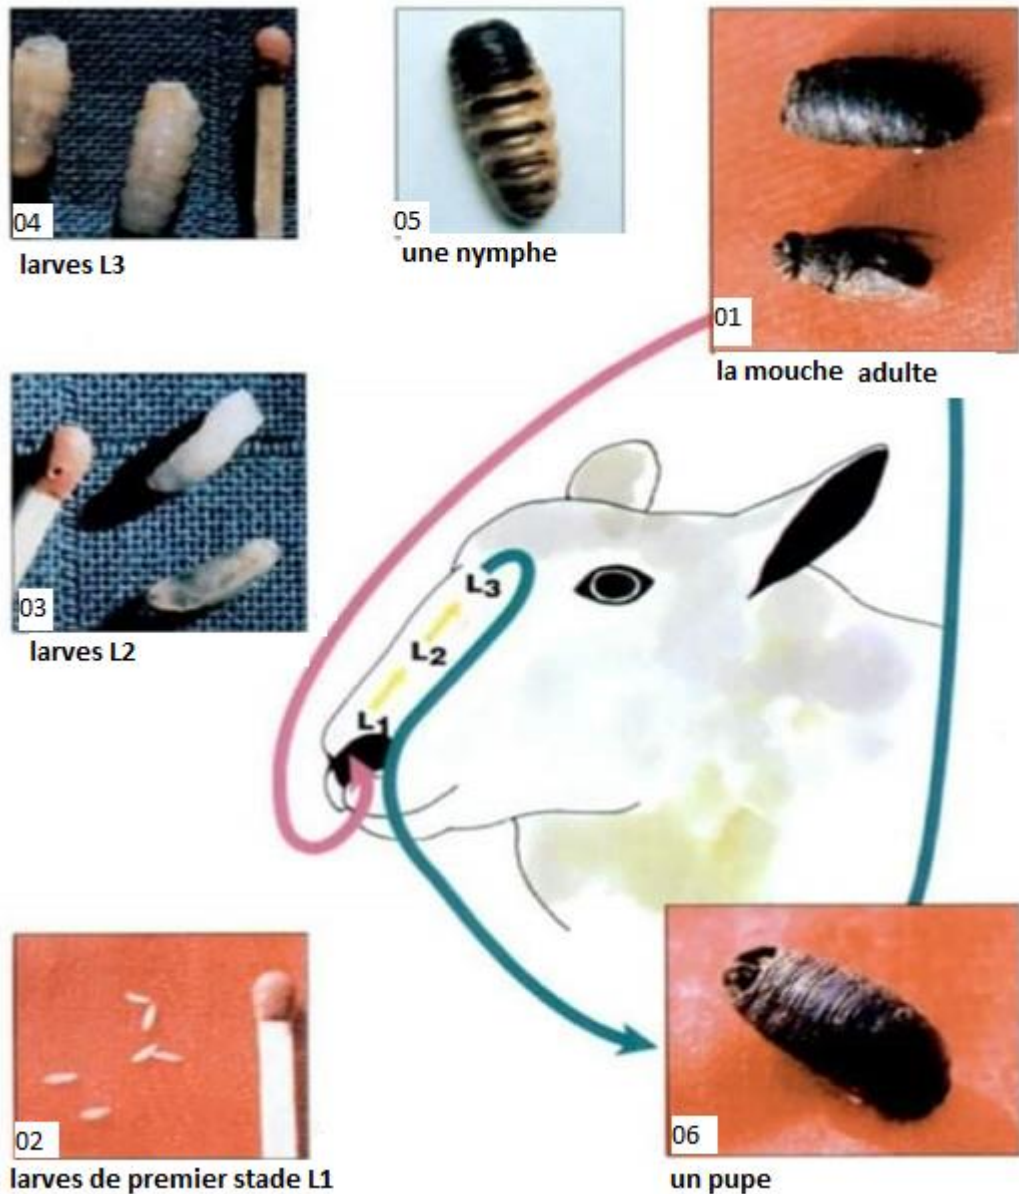 04
larves L3
05
une nymphe
01
la mouche adulte
03
larves L2
L3
L2
L1
02
larves de premier stade L1
06
un pupe